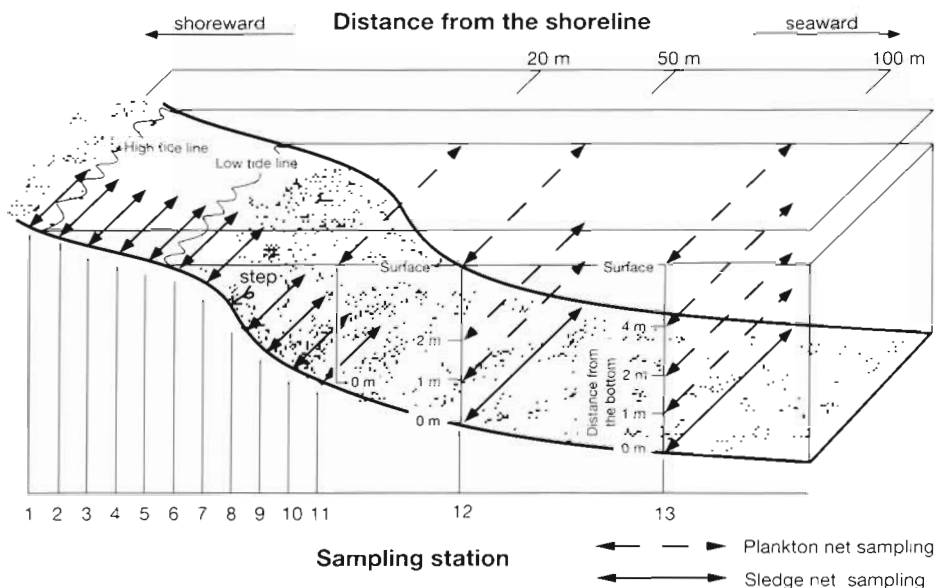 Distance from the shoreline
shoreward
seaward
20 m
50 m
100 m
High tide line
Low tide line
step
Surface
Surface
2 m
1 m
0 m
0 m
4 m
2 m
1 m
0 m
Distance from
the bottom
1 2 3 4 5 6 7 8 9 10 11 12 13
Sampling station
Plankton net sampling
Sledge net sampling